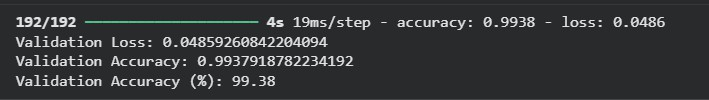 192/192 ━━━━━━━━━━━━━━━━━━━━ 4s 19ms/step - accuracy: 0.9938 - loss: 0.0486
Validation Loss: 0.04859260842204094
Validation Accuracy: 0.9937918782234192
Validation Accuracy (%): 99.38